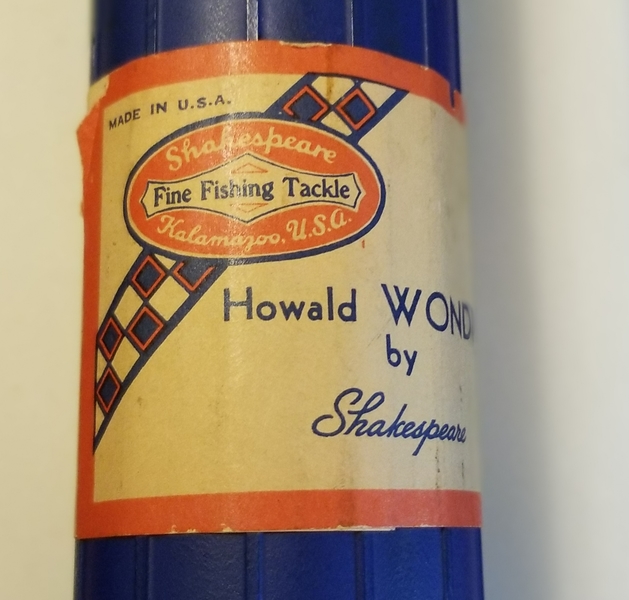 MADE IN U.S.A.
Shakespeare
Fine Fishing Tackle
Kalamazoo, U.S.A.
Howald WOND
by
Shakespeare